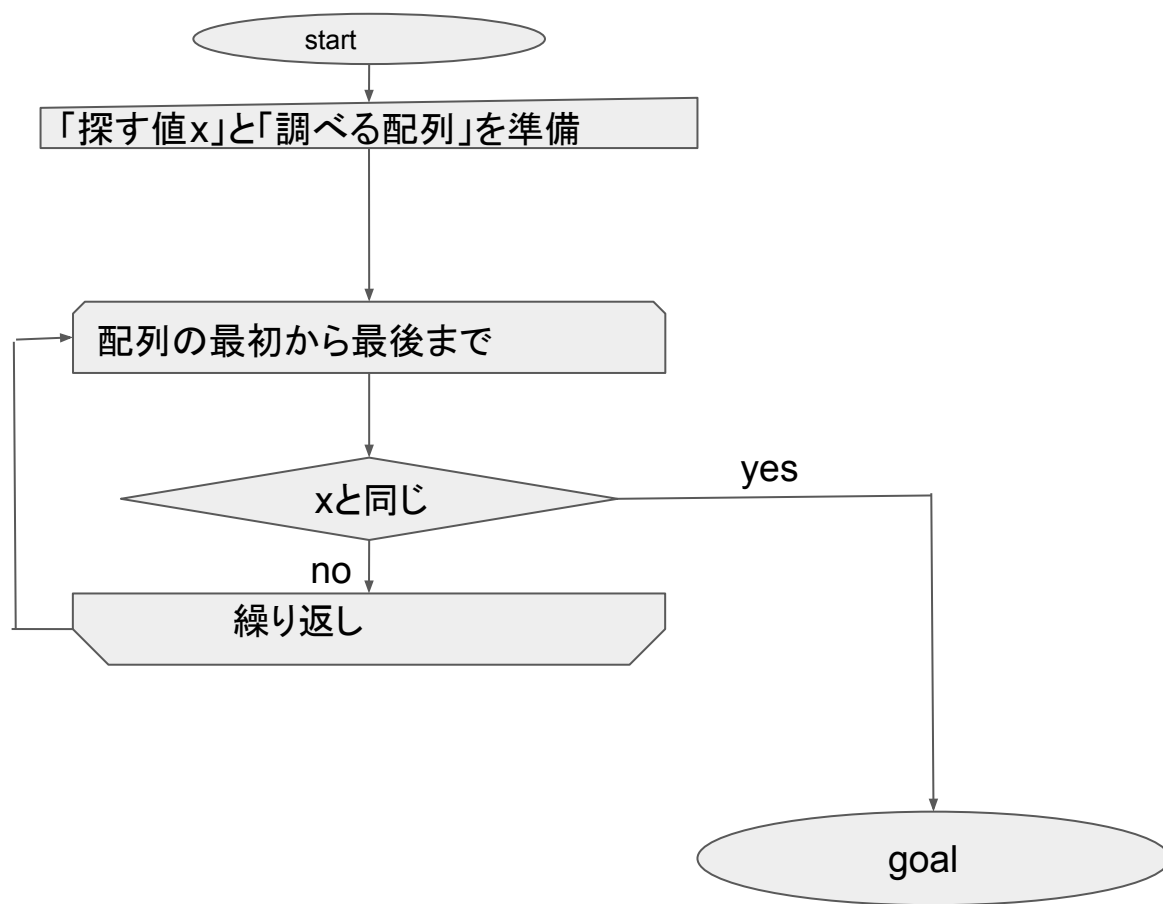 start
「探す値x」と「調べる配列」を準備
配列の最初から最後まで
xと同じ
yes
no
繰り返し
goal